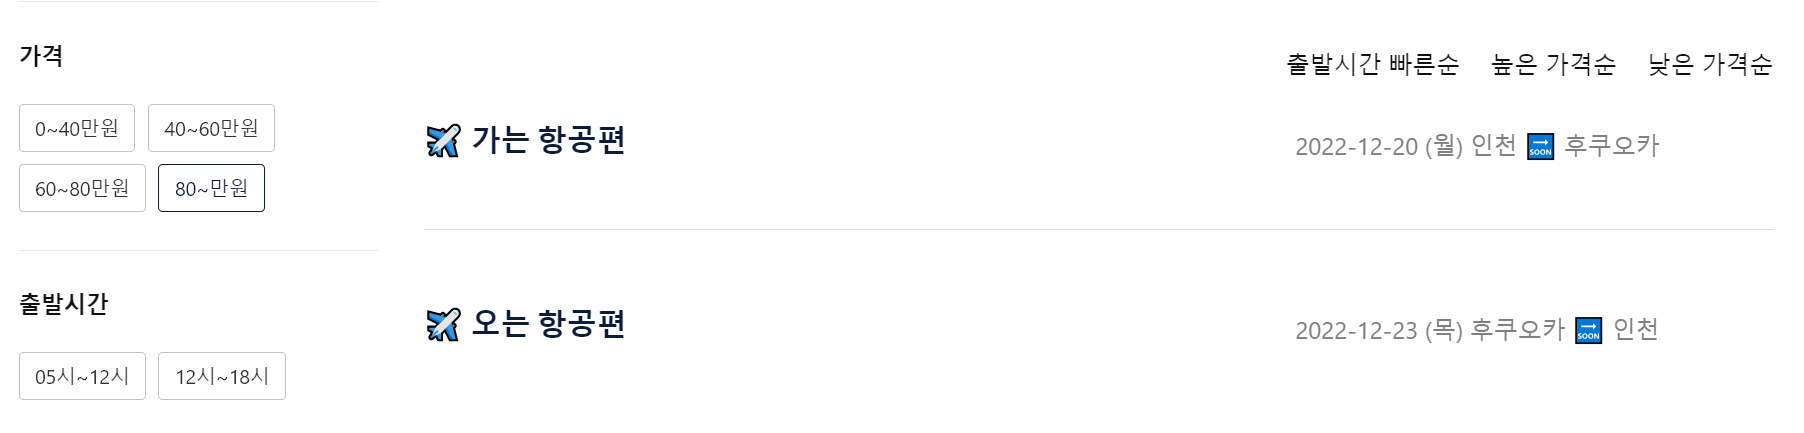 가격
0~40만원 40~60만원
60~80만원 80~만원
출발시간
05시~12시 12시~18시
출발시간 빠른순 높은 가격순 낮은 가격순
가는 항공편 2022-12-20 (월) 인천 SOON 후쿠오카
오는 항공편 2022-12-23 (목) 후쿠오카 SOON 인천